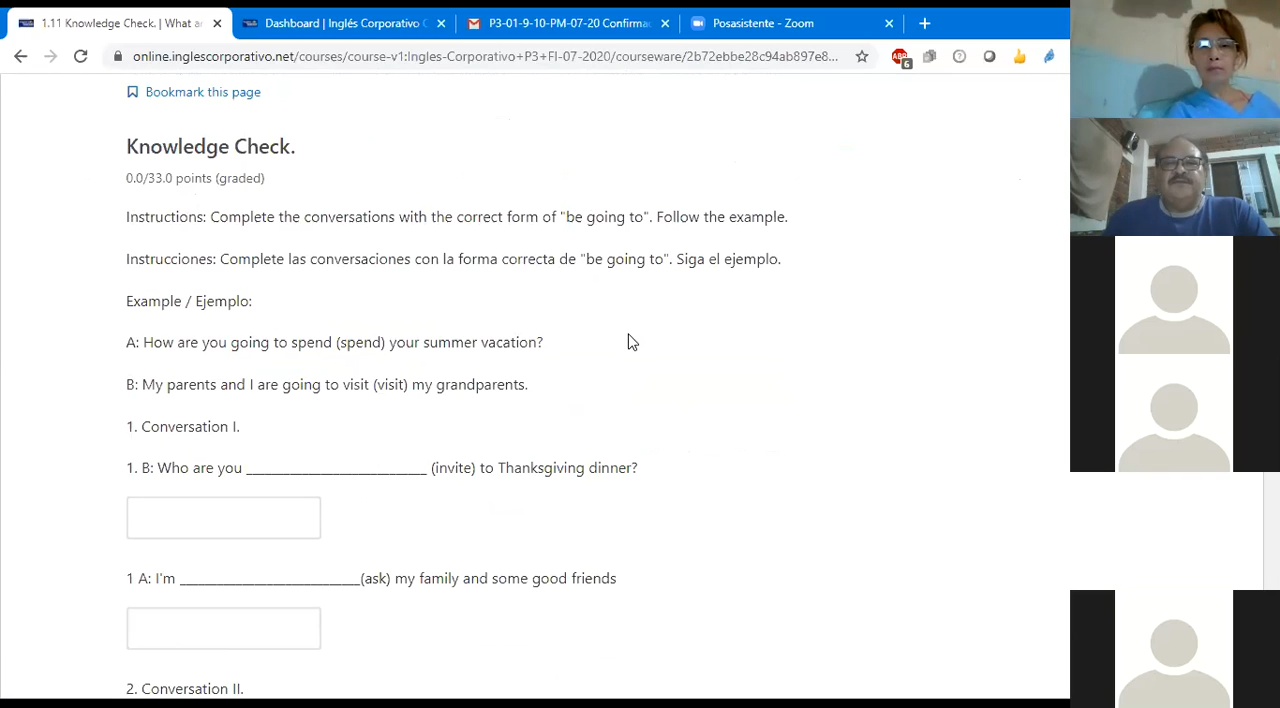 1.11 Knowledge Check. | What a
Dashboard | Inglés Corporativo
P3-01-9-10-PM-07-20 Confirma
Posasistente - Zoom
online.inglescorporativo.net/courses/course-v1:Ingles-Corporativo+P3+FI-07-2020/courseware/2b72ebbe28c94ab897e8...
ABP
6
Bookmark this page
Knowledge Check.
0.0/33.0 points (graded)
Instructions: Complete the conversations with the correct form of "be going to". Follow the example.
Instrucciones: Complete las conversaciones con la forma correcta de "be going to". Siga el ejemplo.
Example / Ejemplo:
A: How are you going to spend (spend) your summer vacation?
B: My parents and I are going to visit (visit) my grandparents.
1. Conversation I.
1. B: Who are you ________________________ (invite) to Thanksgiving dinner?
1 A: I'm ________________________(ask) my family and some good friends
2. Conversation II.